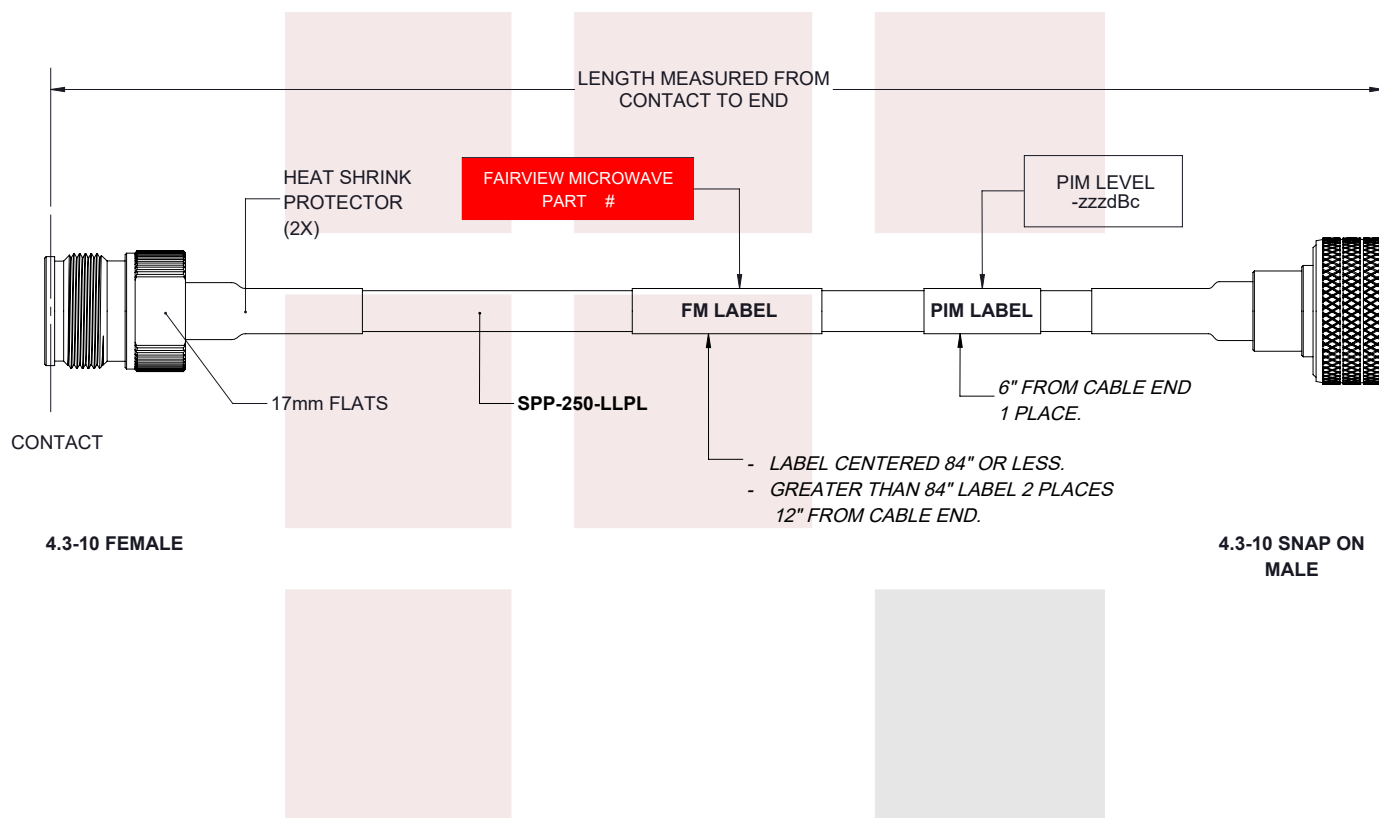 LENGTH MEASURED FROM
CONTACT TO END
HEAT SHRINK
PROTECTOR
(2X)
FAIRVIEW MICROWAVE
PART #
PIM LEVEL
-zzzdBc
FM LABEL
PIM LABEL
17mm FLATS
SPP-250-LLPL
6" FROM CABLE END
1 PLACE.
CONTACT
- LABEL CENTERED 84" OR LESS.
- GREATER THAN 84" LABEL 2 PLACES
12" FROM CABLE END.
4.3-10 FEMALE
4.3-10 SNAP ON
MALE